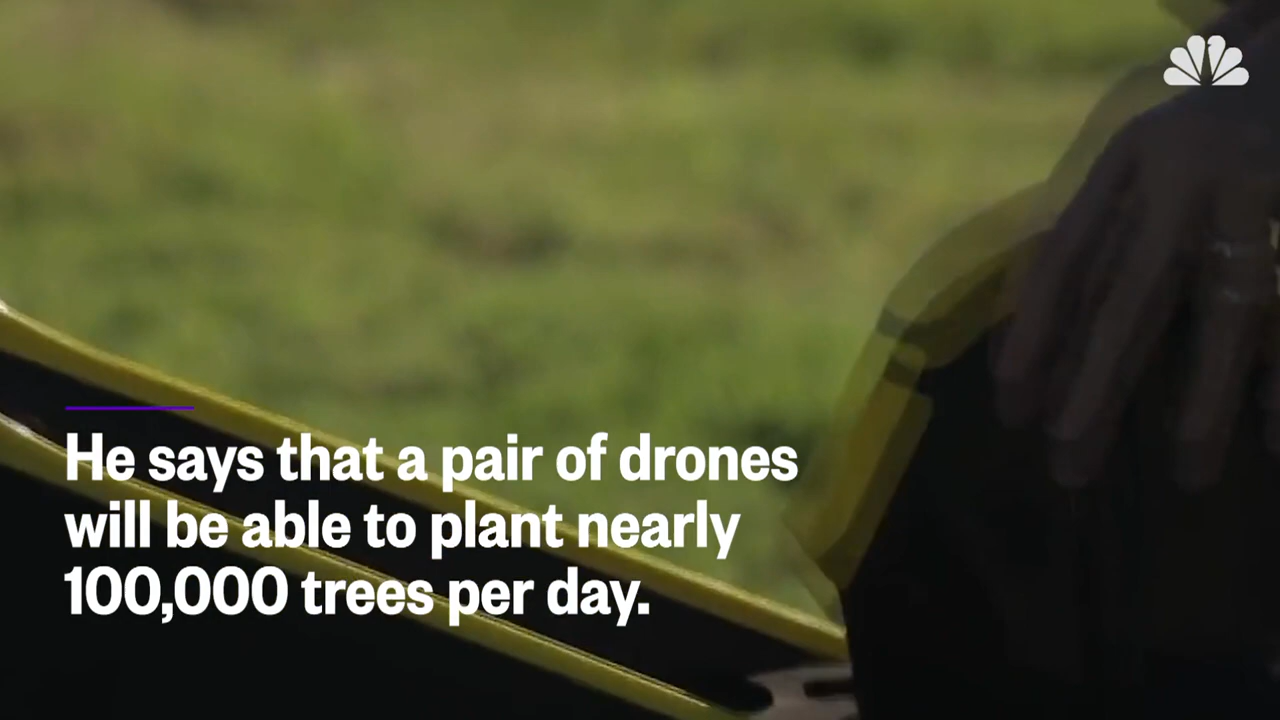 He says that a pair of drones
will be able to plant nearly
100,000 trees per day.